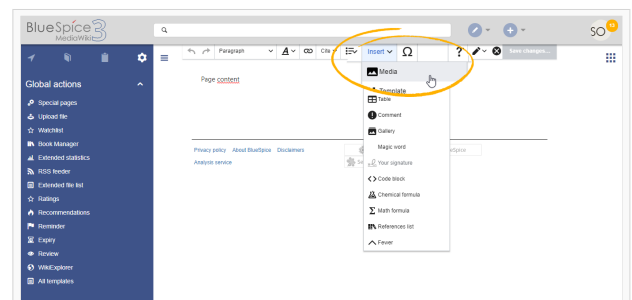 BlueSpice 3
MediaWiki
SO
Paragraph
A
Cite
Insert
Ω
?
Save changes...
Page content
Media
Template
Table
Comment
Gallery
Magic word
Your signature
Code block
Chemical formula
Math formula
References list
Fewer
Global actions
Special pages
Upload file
Watchlist
Book Manager
Extended statistics
RSS feeder
Extended file list
Ratings
Recommendations
Reminder
Expiry
Review
WikiExplorer
All templates
Privacy policy About BlueSpice Disclaimers
Analysis service